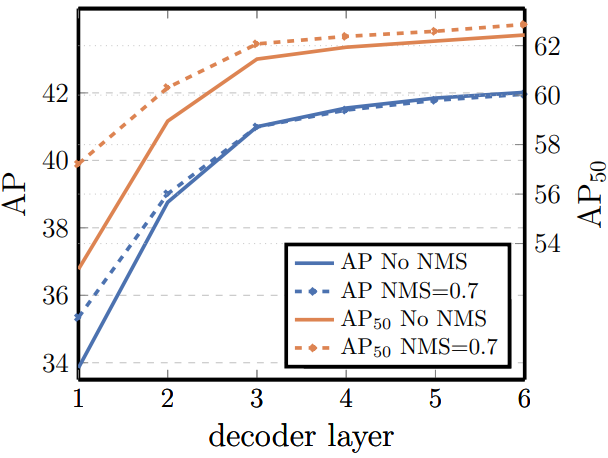 62
42
60
40
58
38
56
36
54
34
AP
AP₅₀
AP No NMS
AP NMS=0.7
AP₅₀ No NMS
AP₅₀ NMS=0.7
1 2 3 4 5 6
decoder layer